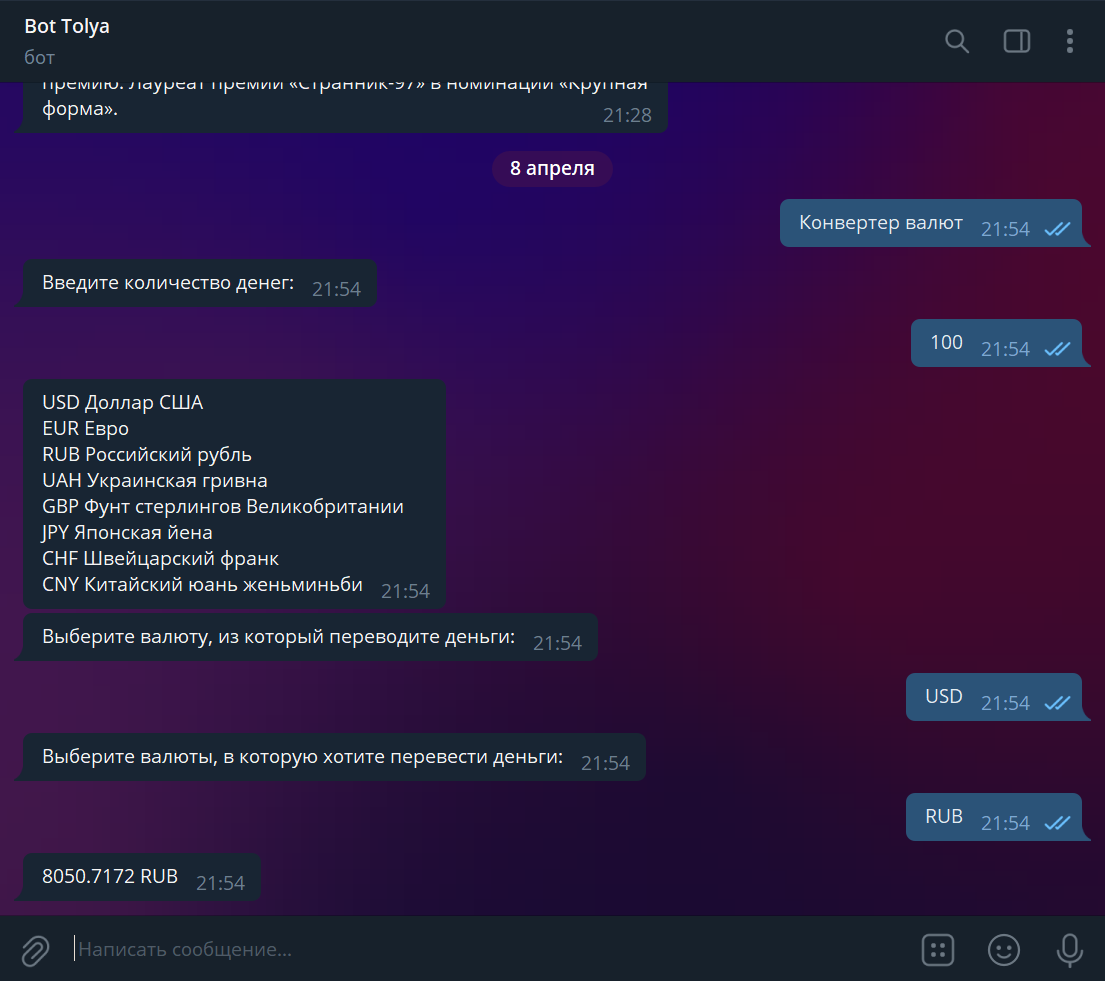 Bot Tolya
бот
премию. Лауреат премии «Странник-97» в номинации «Крупная
форма».
21:28
8 апреля
Конвертер валют 21:54
Введите количество денег: 21:54
100 21:54
USD Доллар США
EUR Евро
RUB Российский рубль
UAH Украинская гривна
GBP Фунт стерлингов Великобритании
JPY Японская йена
CHF Швейцарский франк
CNY Китайский юань женьминьби 21:54
Выберите валюту, из который переводите деньги: 21:54
USD 21:54
Выберите валюты, в которую хотите перевести деньги: 21:54
RUB 21:54
8050.7172 RUB 21:54
Написать сообщение...